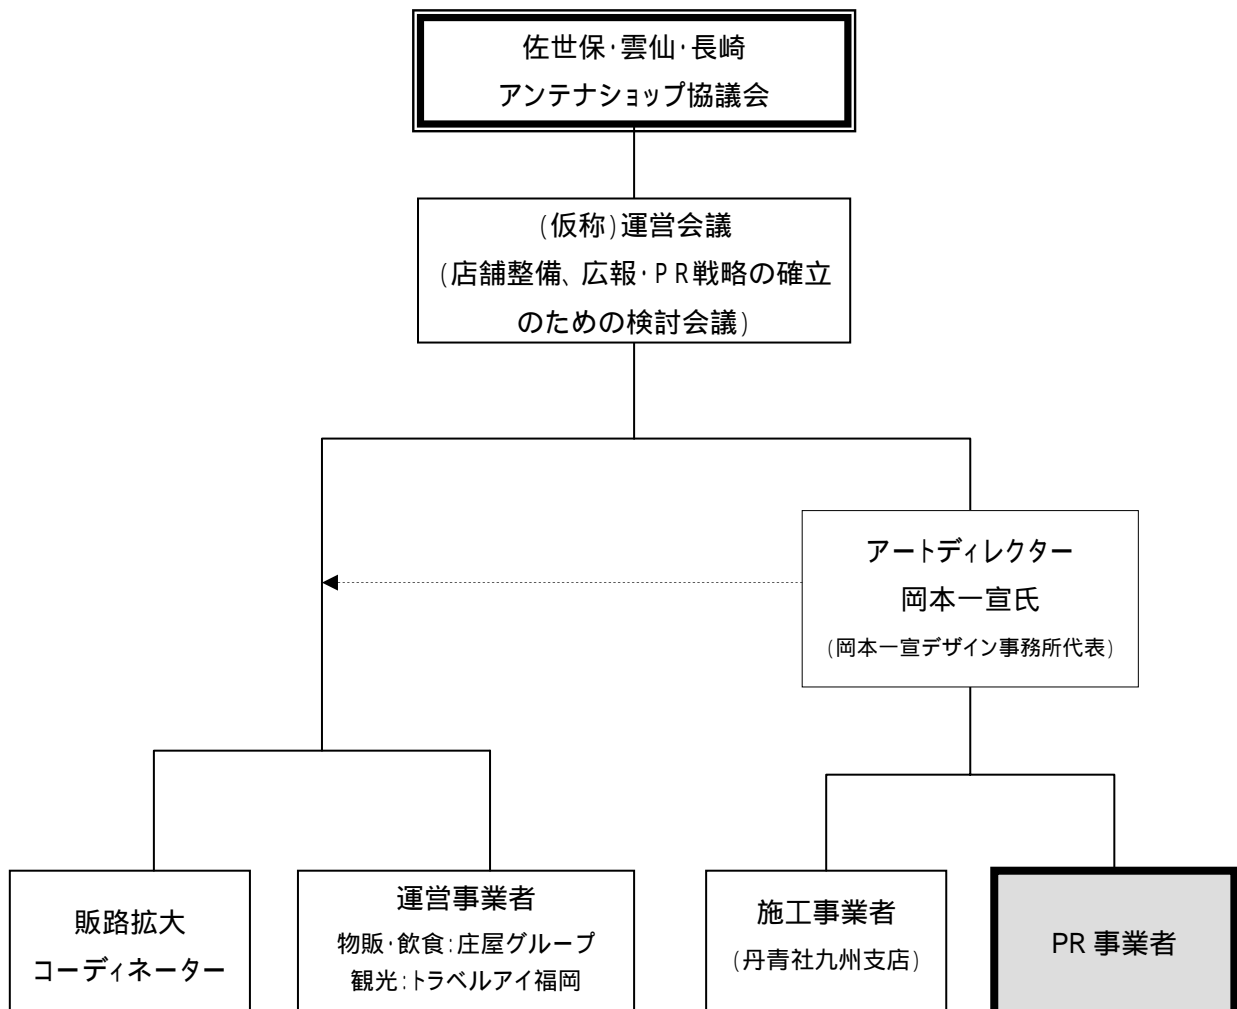 佐世保・雲仙・長崎
アンテナショップ協議会
(仮称)運営会議
(店舗整備、広報・PR戦略の確立
のための検討会議)
アートディレクター
岡本一宣氏
(岡本一宣デザイン事務所代表)
販路拡大
コーディネーター
運営事業者
物販・飲食:庄屋グループ
観光:トラベルアイ福岡
施工事業者
(丹青社九州支店)
PR 事業者